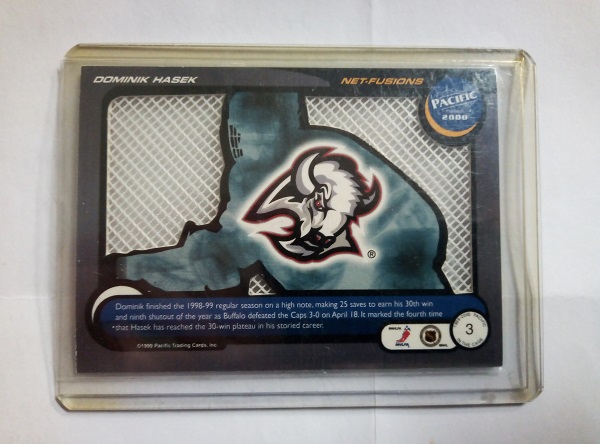 DOMINIK HASEK
NET-FUSIONS
PACIFIC
2000
®
Dominik finished the 1998-99 regular season on a high note, making 25 saves to earn his 30th win
and ninth shutout of the year as Buffalo defeated the Caps 3-0 on April 18. It marked the fourth time
that Hasek has reached the 30-win plateau in his storied career.
©1999 Pacific Trading Cards, Inc.
NHLPA
NHL
3